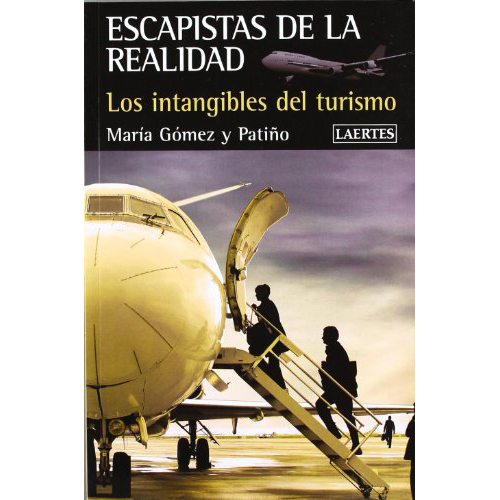 ESCAPISTAS DE LA
REALIDAD
Los intangibles del turismo
María Gómez y Patiño
LAERTES